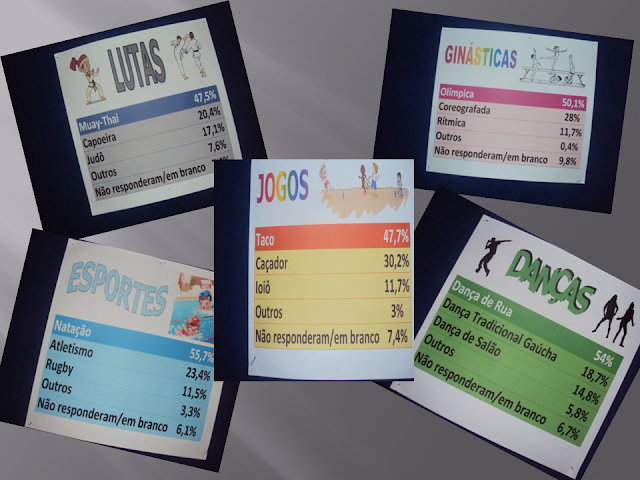 LUTAS
Muay-Thai 47,5%
Capoeira 20,4%
Judô 17,1%
Outros 7,6%
Não responderam/em branco
GINÁSTICAS
Olímpica 50,1%
Coreografada 28%
Rítmica 11,7%
Outros 0,4%
Não responderam/em branco 9,8%
JOGOS
Taco 47,7%
Caçador 30,2%
Ioiô 11,7%
Outros 3%
Não responderam/em branco 7,4%
ESPORTES
Natação 55,7%
Atletismo 23,4%
Rugby 11,5%
Outros 3,3%
Não responderam/em branco 6,1%
DANÇAS
Dança de Rua 54%
Dança Tradicional Gaúcha 18,7%
Dança de Salão 14,8%
Outros 5,8%
Não responderam/em branco 6,7%